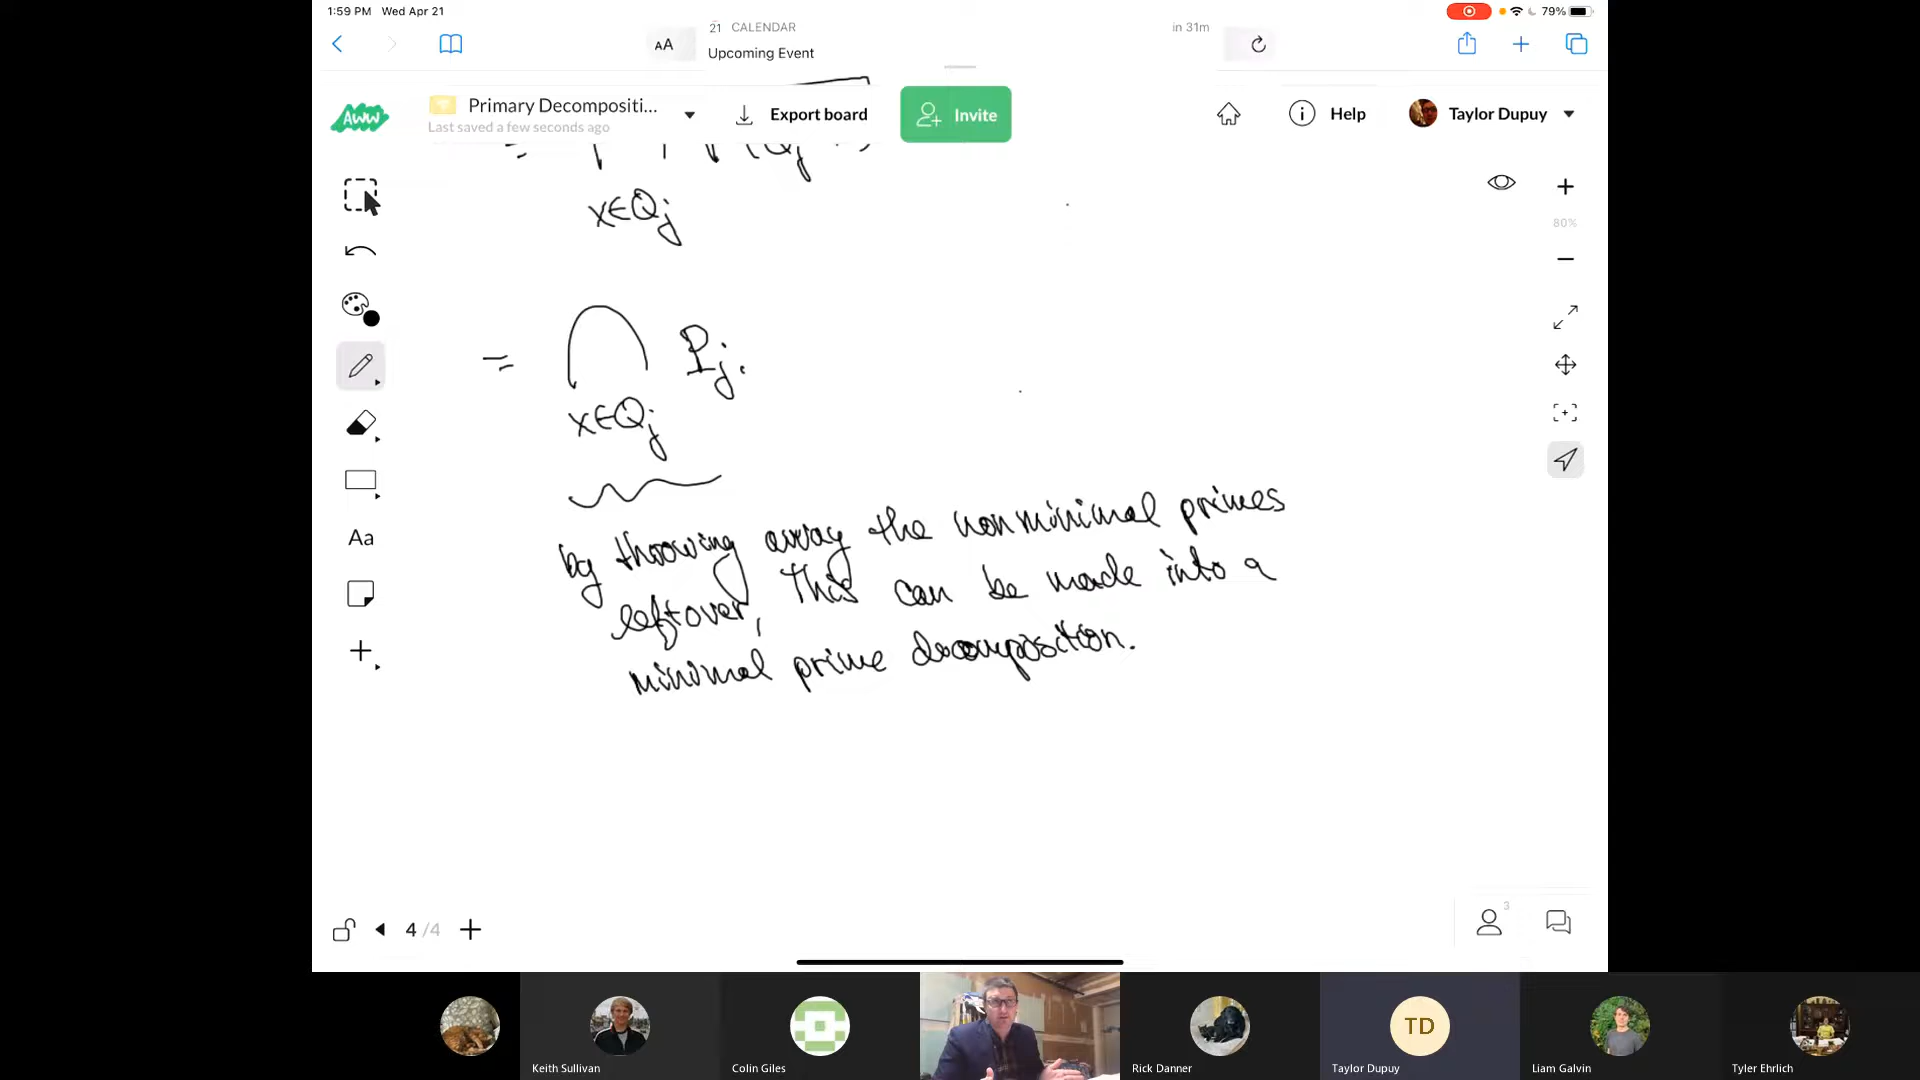 1:59 PM Wed Apr 21
79%
21 CALENDAR
in 31m
Upcoming Event
AA
AWW
Primary Decompositi...
Last saved a few seconds ago
Export board
Invite
Help
Taylor Dupuy
x∈Qj
80%
= ⋂ Pj.
x∈Qj
by throwing away the nonminimal primes
leftover, this can be made into a
minimal prime decomposition.
Aa
4 /4
3
TD
Keith Sullivan
Colin Giles
Rick Danner
Taylor Dupuy
Liam Galvin
Tyler Ehrlich